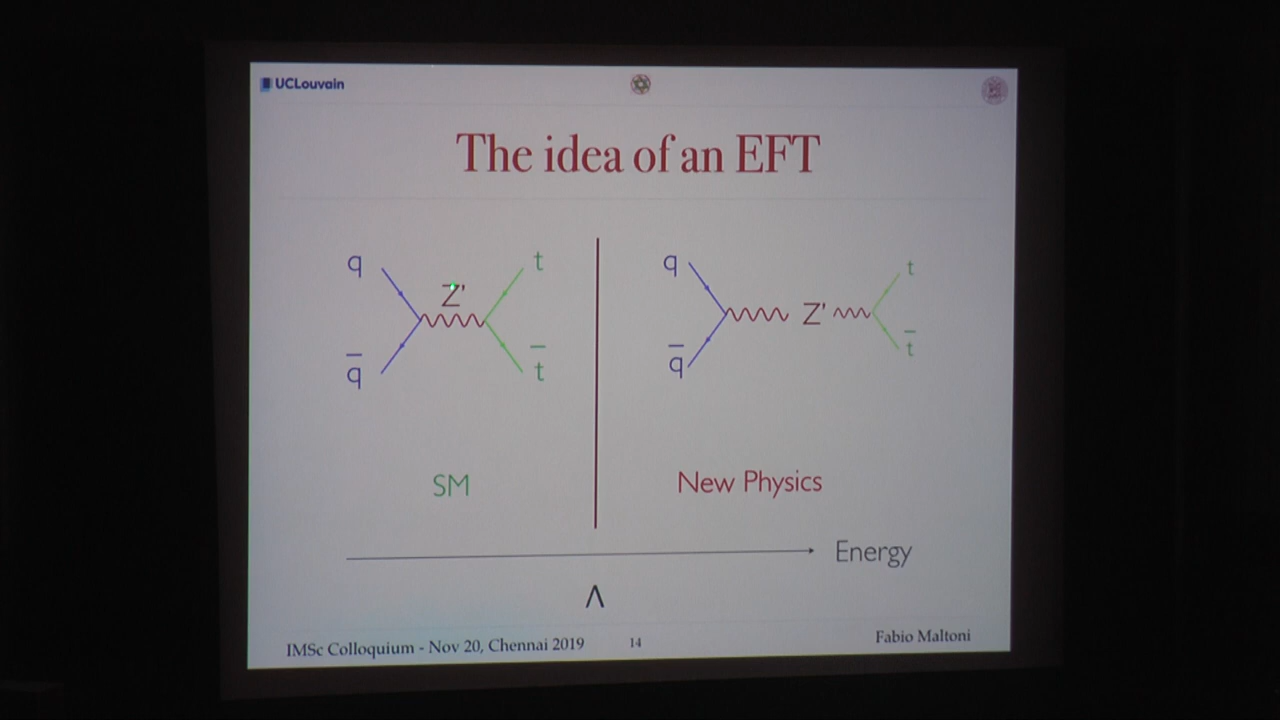 UCLouvain
The idea of an EFT
q
t
Z'
q̅
t̅
q
t
Z'
q̅
t̅
SM
New Physics
Energy
Λ
IMSc Colloquium - Nov 20, Chennai 2019
14
Fabio Maltoni